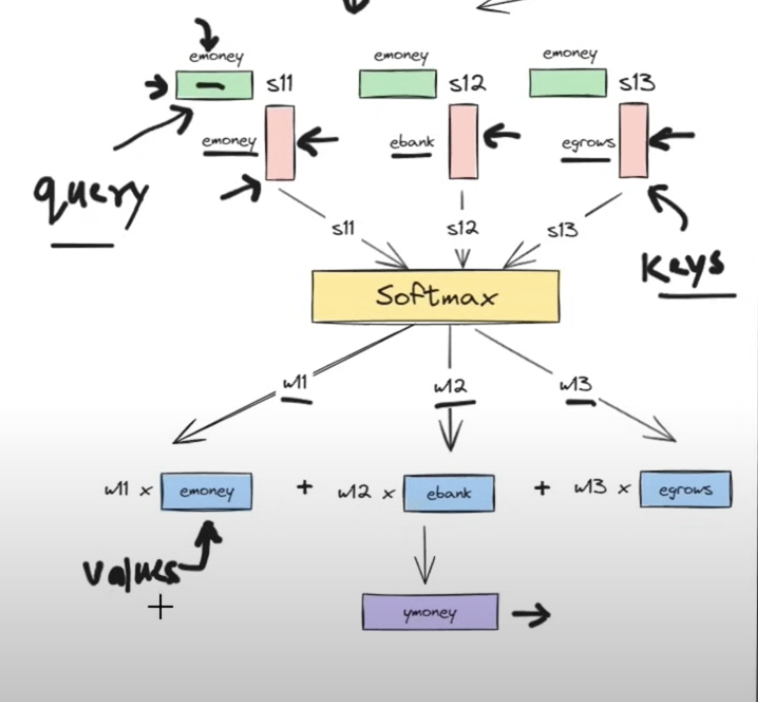 emoney emoney emoney
s11 s12 s13
emoney ebank egrows
query
s11 s12 s13
Keys
Softmax
w11 w12 w13
w11 x emoney + w12 x ebank + w13 x egrows
values
ymoney